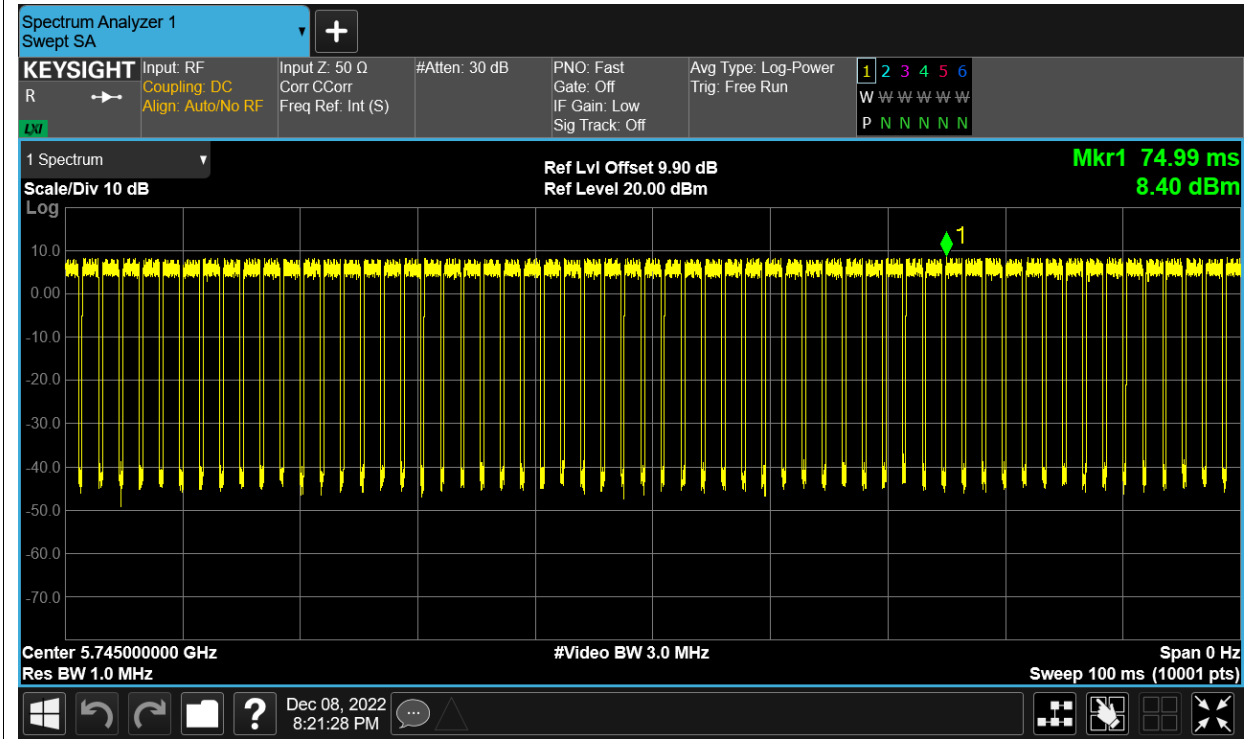 Spectrum Analyzer 1
Swept SA
+
KEYSIGHT
R
LXI
Input: RF
Coupling: DC
Align: Auto/No RF
Input Z: 50 Ω
Corr CCorr
Freq Ref: Int (S)
#Atten: 30 dB
PNO: Fast
Gate: Off
IF Gain: Low
Sig Track: Off
Avg Type: Log-Power
Trig: Free Run
1 2 3 4 5 6
W W W W W W
P N N N N N
1 Spectrum
Scale/Div 10 dB
Log
Ref Lvl Offset 9.90 dB
Ref Level 20.00 dBm
Mkr1 74.99 ms
8.40 dBm
1
10.0
0.00
-10.0
-20.0
-30.0
-40.0
-50.0
-60.0
-70.0
Center 5.745000000 GHz
Res BW 1.0 MHz
#Video BW 3.0 MHz
Span 0 Hz
Sweep 100 ms (10001 pts)
?
Dec 08, 2022
8:21:28 PM